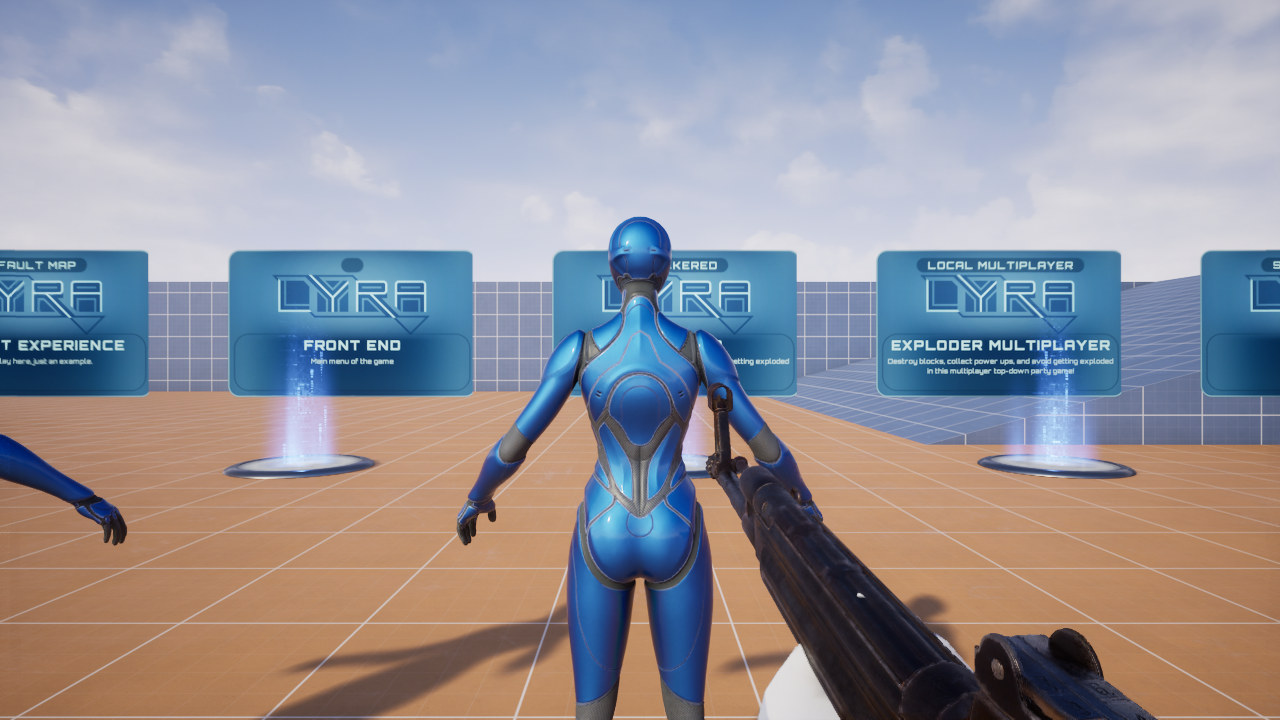 FAULT MAP
YRA
T EXPERIENCE
lay here, just an example.
LYRA
FRONT END
Main menu of the game
KERED
LYRA
etting exploded
LOCAL MULTIPLAYER
LYRA
EXPLODER MULTIPLAYER
Destroy blocks, collect power ups, and avoid getting exploded
in this multiplayer top-down party game!
S
L